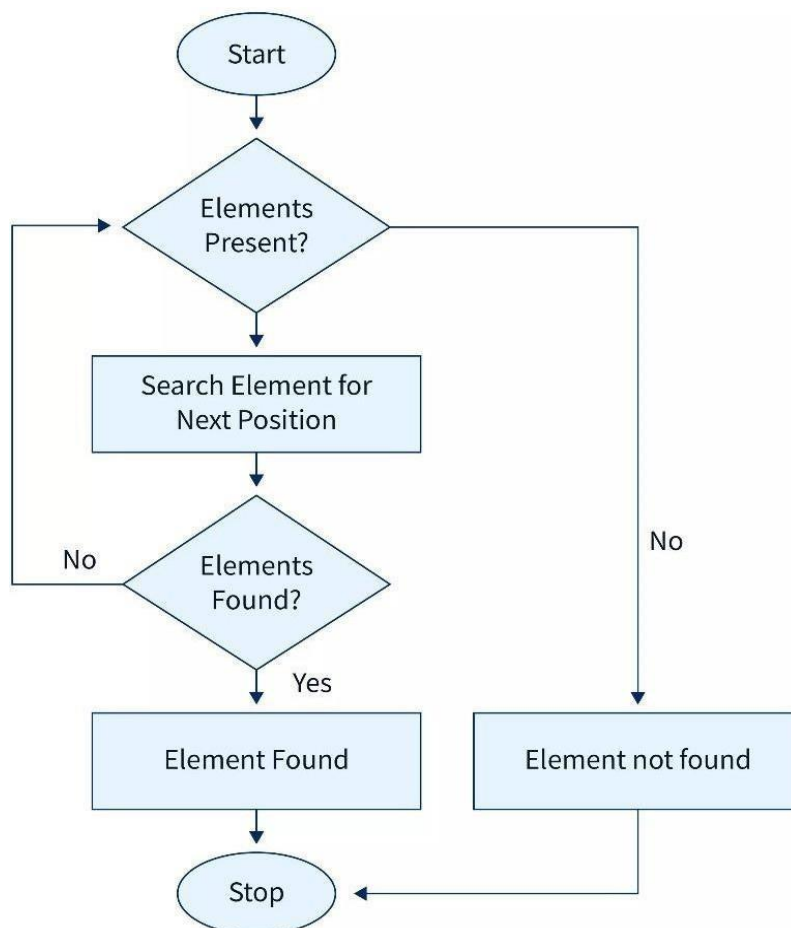 Start
Elements
Present?
Search Element for
Next Position
No
Elements
Found?
No
Yes
Element Found
Element not found
Stop